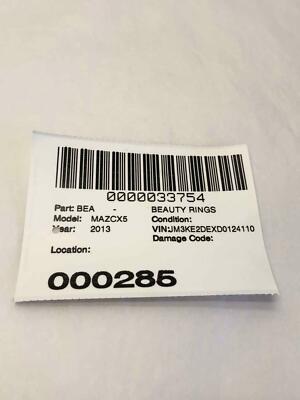 0000033754
Part: BEA - BEAUTY RINGS
Model: MAZCX5 Condition:
Year: 2013 VIN:JM3KE2DEXD0124110
Damage Code:
Location:
000285